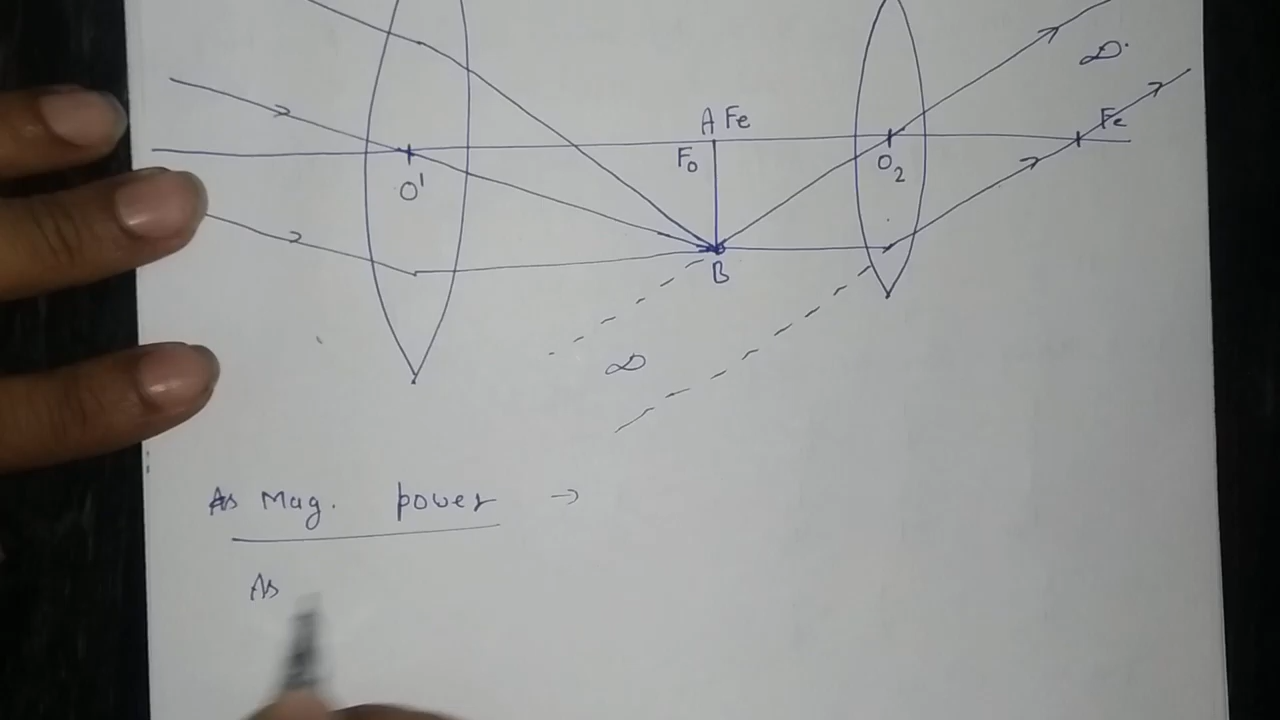 ∞
A Fe
Fe
F0
O'
O2
B
∞
As Mag. power →
As